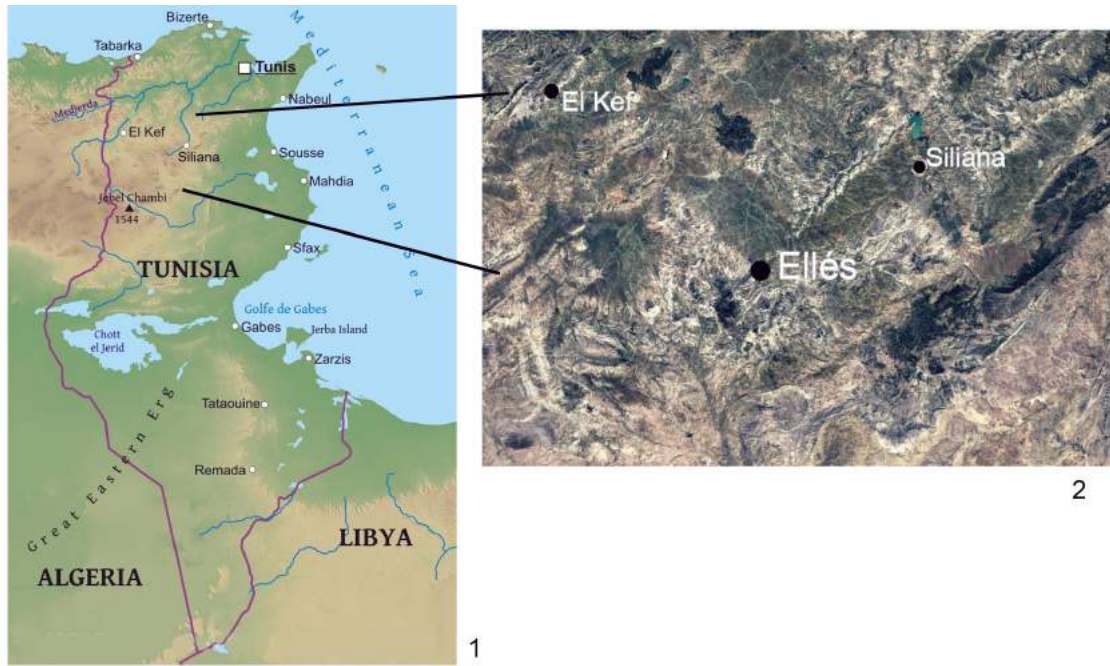 Bizerte
Tabarka
Tunis
Mediterranean Sea
Nabeul
Medjerda
El Kef
Siliana
Sousse
Mahdia
Jebel Chambi
1544
Sfax
TUNISIA
Golfe de Gabes
Gabes
Jerba Island
Chott
el Jerid
Zarzis
Tataouine
Great Eastern Erg
Remada
LIBYA
ALGERIA
1
El Kef
Siliana
Ellés
2